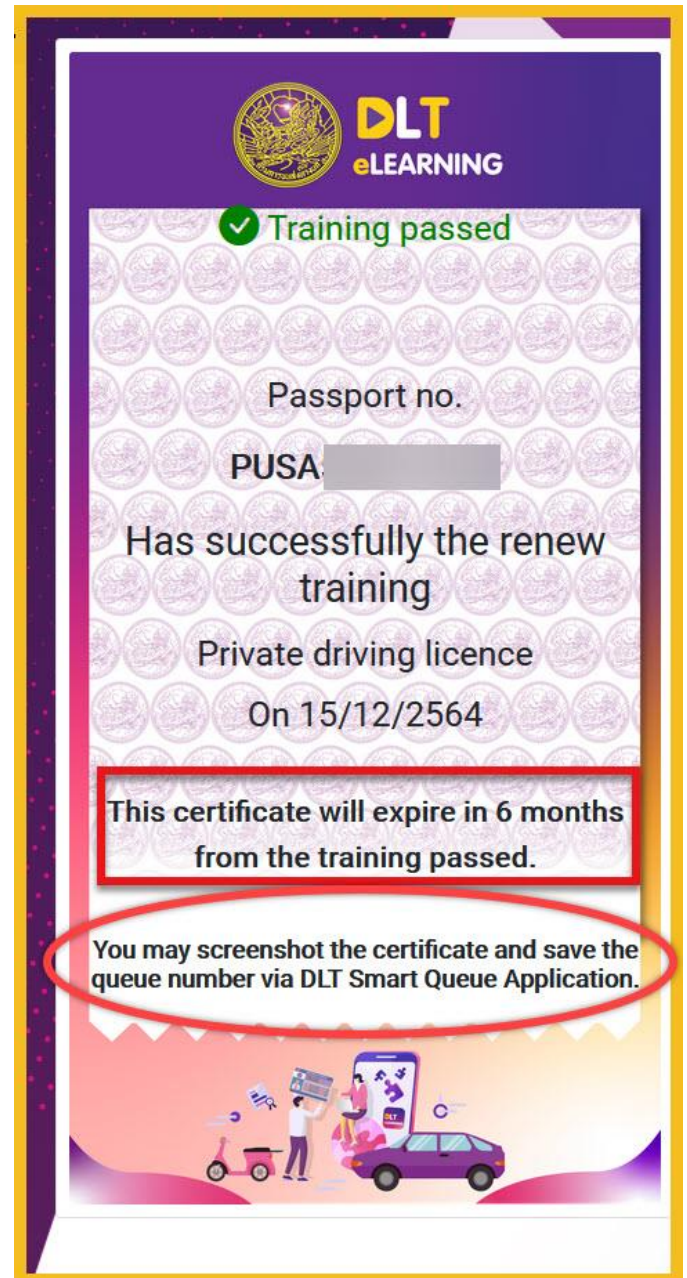 DLT
eLEARNING
Training passed
Passport no.
PUSA
Has successfully the renew
training
Private driving licence
On 15/12/2564
This certificate will expire in 6 months
from the training passed.
You may screenshot the certificate and save the
queue number via DLT Smart Queue Application.
DLT